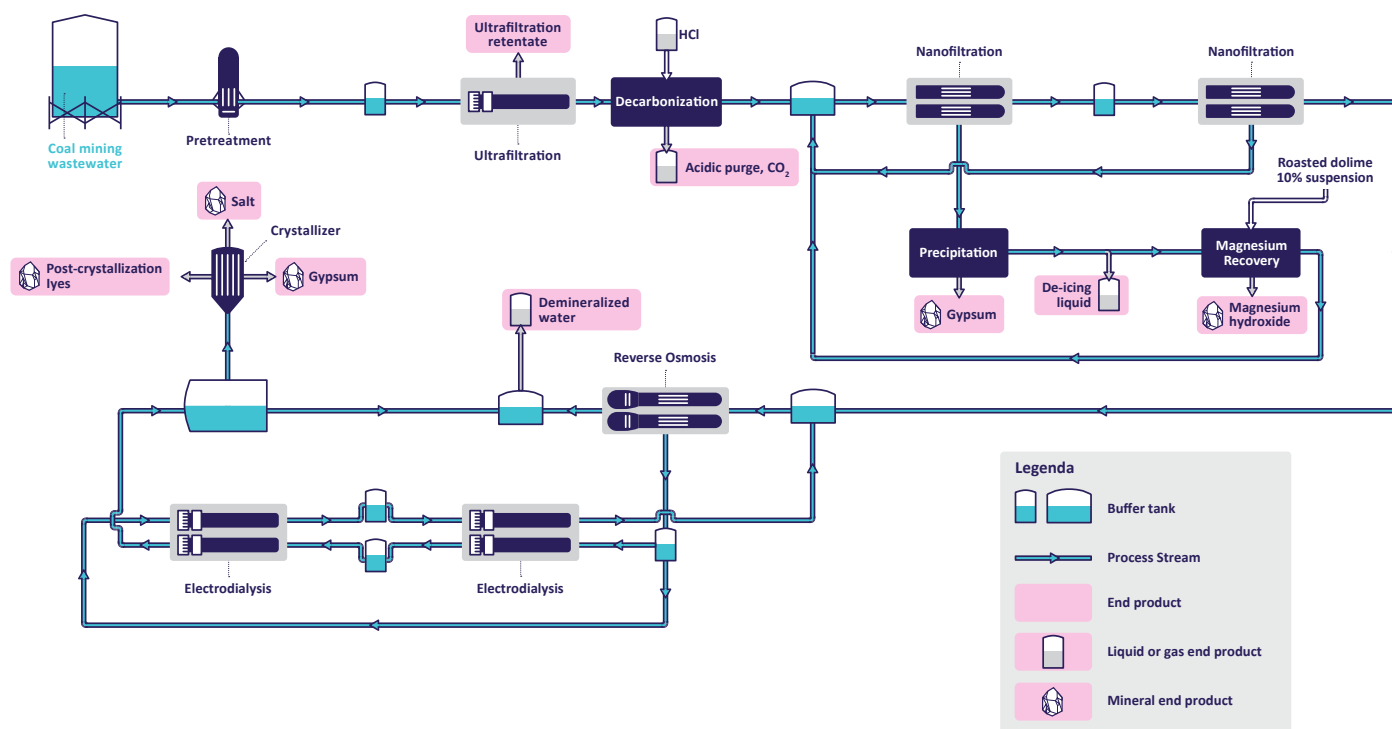 Ultrafiltration
retentate
HCl
Nanofiltration
Nanofiltration
Decarbonization
Coal mining
wastewater
Pretreatment
Ultrafiltration
Acidic purge, CO₂
Roasted dolime
10% suspension
Salt
Crystallizer
Post-crystallization
lyes
Gypsum
Precipitation
Magnesium
Recovery
De-icing
liquid
Gypsum
Magnesium
hydroxide
Demineralized
water
Reverse Osmosis
Electrodialysis
Electrodialysis
Legenda
Buffer tank
Process Stream
End product
Liquid or gas end product
Mineral end product